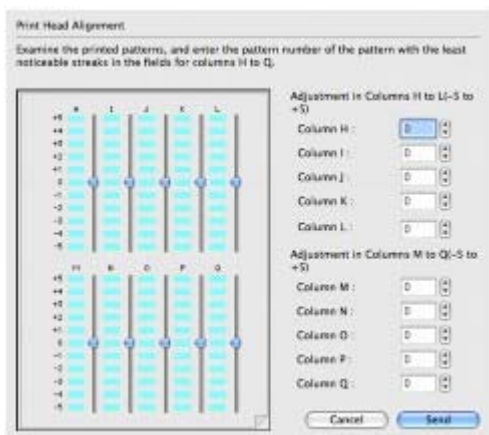 Print Head Alignment
Examine the printed patterns, and enter the pattern number of the pattern with the least
noticeable streaks in the fields for columns H to Q.
H I J K L
+5
+4
+3
+2
+1
0
-1
-2
-3
-4
-5
M N O P Q
+5
+4
+3
+2
+1
0
-1
-2
-3
-4
-5
Adjustment in Columns H to L(-5 to
+5)
Column H : 0
Column I : 0
Column J : 0
Column K : 0
Column L : 0
Adjustment in Columns M to Q(-5 to
+5)
Column M : 0
Column N : 0
Column O : 0
Column P : 0
Column Q : 0
Cancel Send